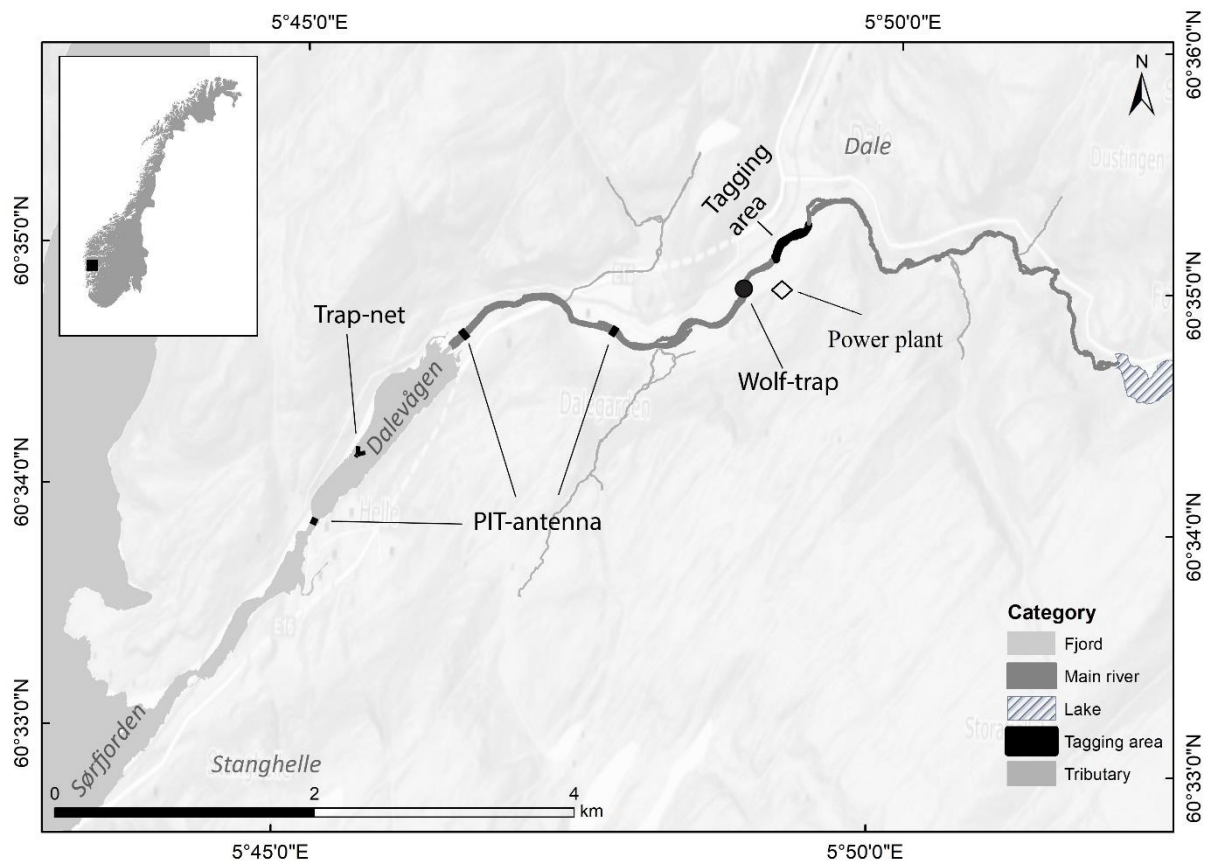 5°45'0"E
5°50'0"E
60°36'0"N
N
Dale
Dustingen
Tagging
area
60°35'0"N
60°35'0"N
Trap-net
Power plant
Wolf-trap
Dalevågen
Dalegarden
60°34'0"N
Helle
PIT-antenna
60°34'0"N
Category
Fjord
Main river
Lake
Tagging area
Tributary
E16
60°33'0"N
Sørfjorden
Stanghelle
60°33'0"N
0
2
4
km
5°45'0"E
5°50'0"E